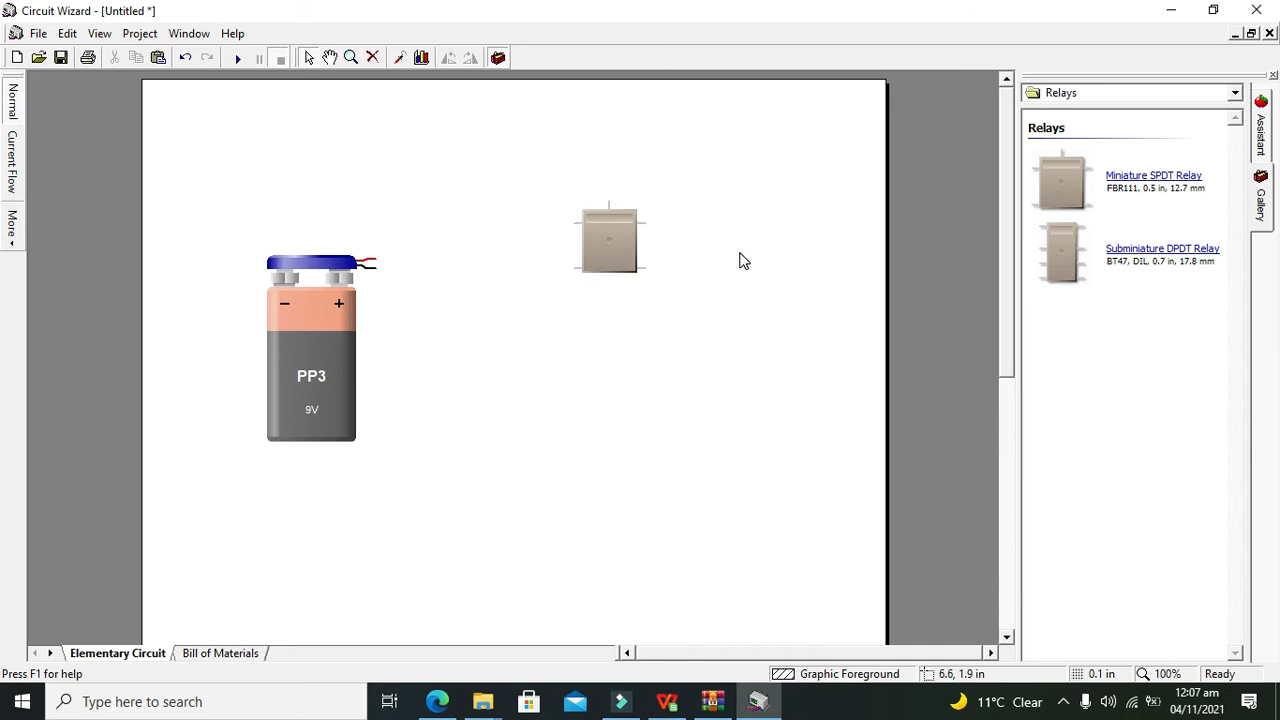 Circuit Wizard - [Untitled *]
File Edit View Project Window Help
Normal
Current Flow
More
Relays
Relays
Miniature SPDT Relay
FBR111, 0.5 in, 12.7 mm
Subminiature DPDT Relay
BT47, DIL, 0.7 in, 17.8 mm
Assistant
Gallery
− +
PP3
9V
Elementary Circuit Bill of Materials
Press F1 for help Graphic Foreground 6.6, 1.9 in 0.1 in 100% Ready
Type here to search 11°C Clear 12:07 am
04/11/2021